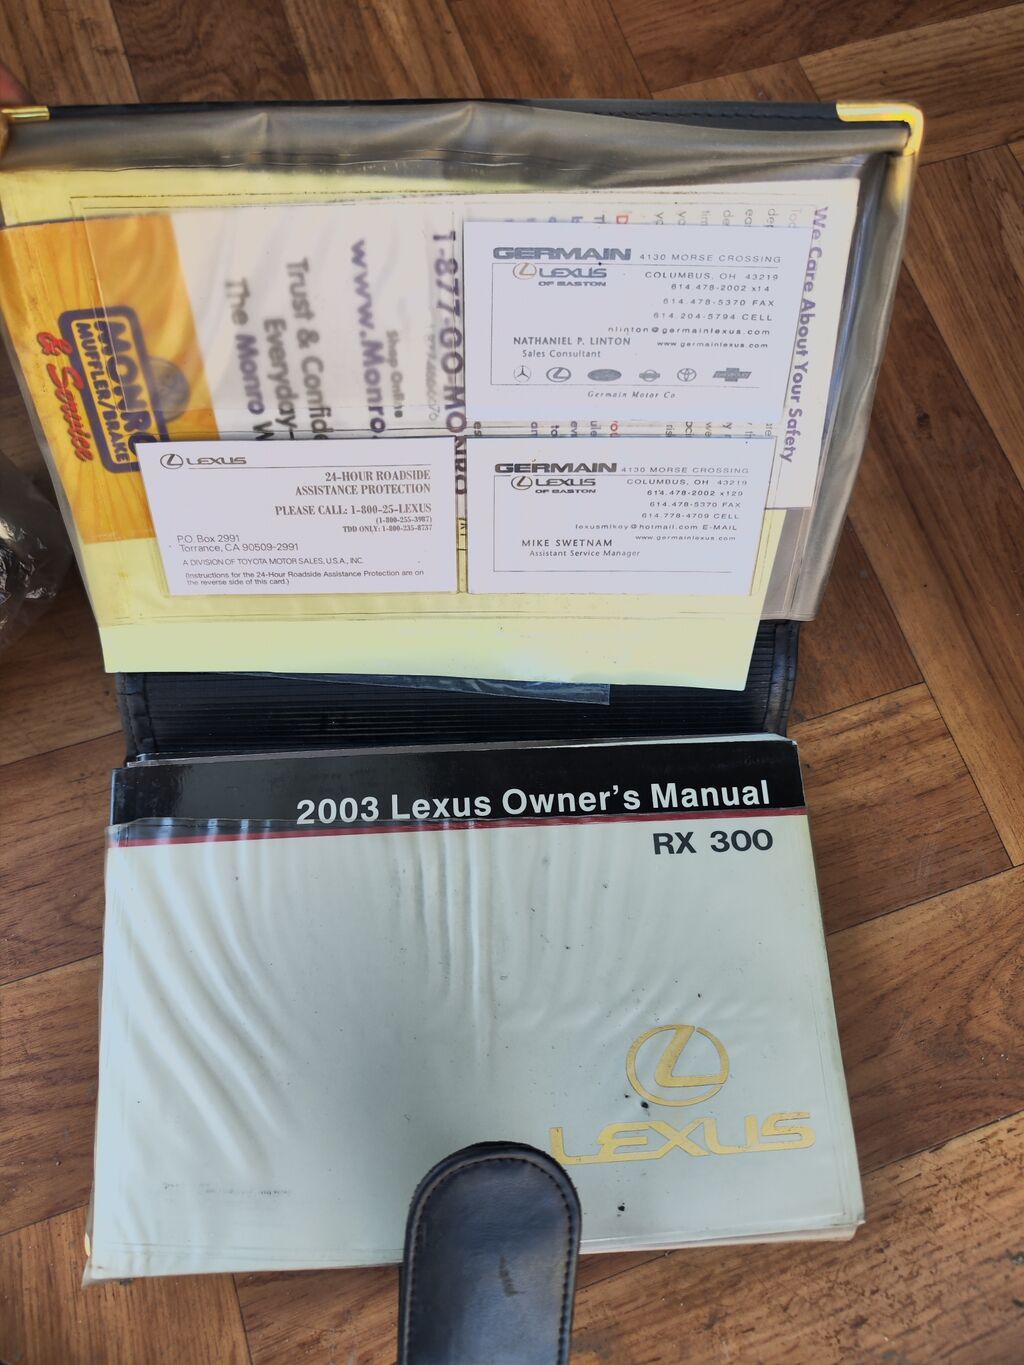 We Care About Your Safety
1-877-GO-MONRO
Shop Online
www.Monro
Trust & Confid
Everyday-
The Monro
MONRO
MUFFLER/BRAKE
& Service
GERMAIN
LEXUS
OF EASTON
4130 MORSE CROSSING
COLUMBUS, OH 43219
614.478-2002 x14
614.478-5370 FAX
614.204-5794 CELL
nlinton@germainlexus.com
www.germainlexus.com
NATHANIEL P. LINTON
Sales Consultant
Germain Motor Co
LEXUS
24-HOUR ROADSIDE
ASSISTANCE PROTECTION
PLEASE CALL: 1-800-25-LEXUS
(1-800-255-3987)
TDD ONLY: 1-800-235-8737
P.O. Box 2991
Torrance, CA 90509-2991
A DIVISION OF TOYOTA MOTOR SALES, U.S.A., INC.
(Instructions for the 24-Hour Roadside Assistance Protection are on
the reverse side of this card.)
GERMAIN
LEXUS
OF EASTON
4130 MORSE CROSSING
COLUMBUS, OH 43219
614.478-2002 x129
614.478-5370 FAX
614.778-4709 CELL
lexusmikey@hotmail.com E-MAIL
www.germainlexus.com
MIKE SWETNAM
Assistant Service Manager
2003 Lexus Owner's Manual
RX 300
LEXUS